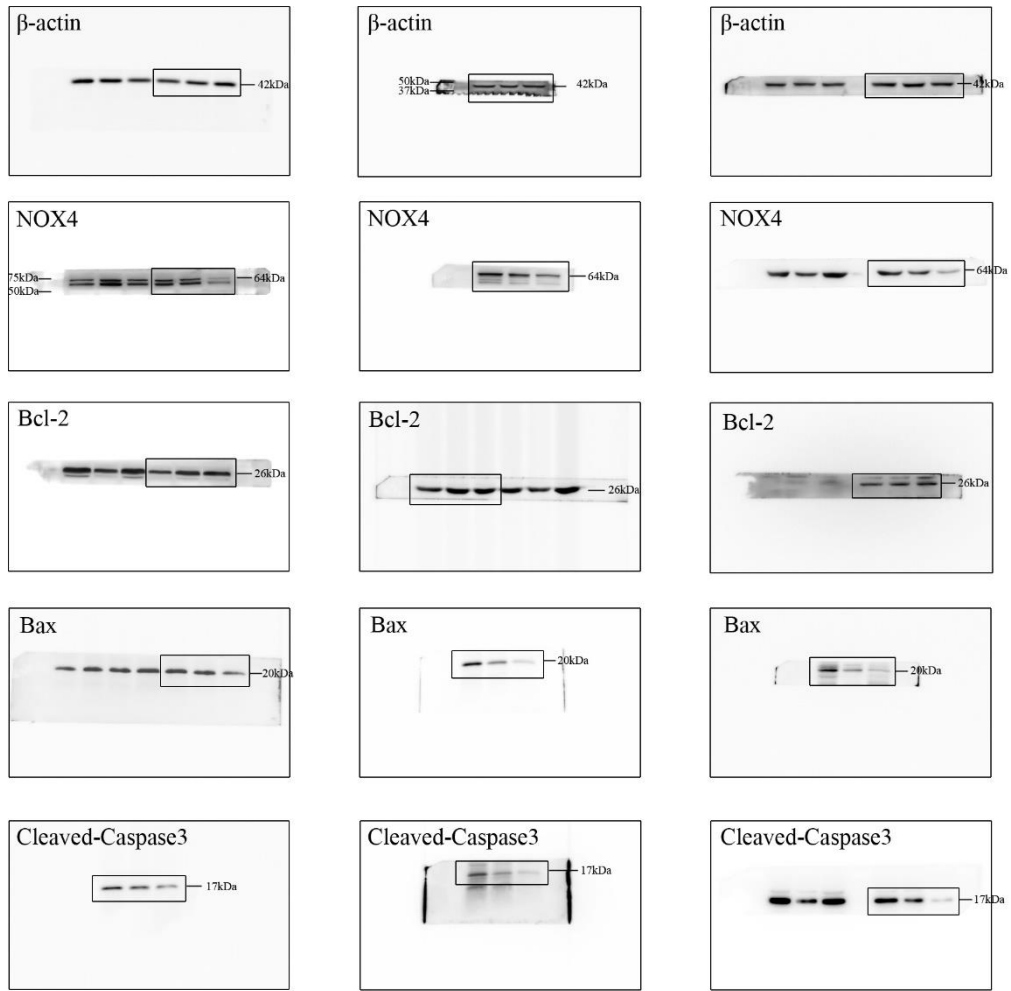 β-actin
42kDa
β-actin
50kDa
37kDa
42kDa
β-actin
42kDa
NOX4
75kDa
50kDa
64kDa
NOX4
64kDa
NOX4
64kDa
Bcl-2
26kDa
Bcl-2
26kDa
Bcl-2
26kDa
Bax
20kDa
Bax
20kDa
Bax
20kDa
Cleaved-Caspase3
17kDa
Cleaved-Caspase3
17kDa
Cleaved-Caspase3
17kDa